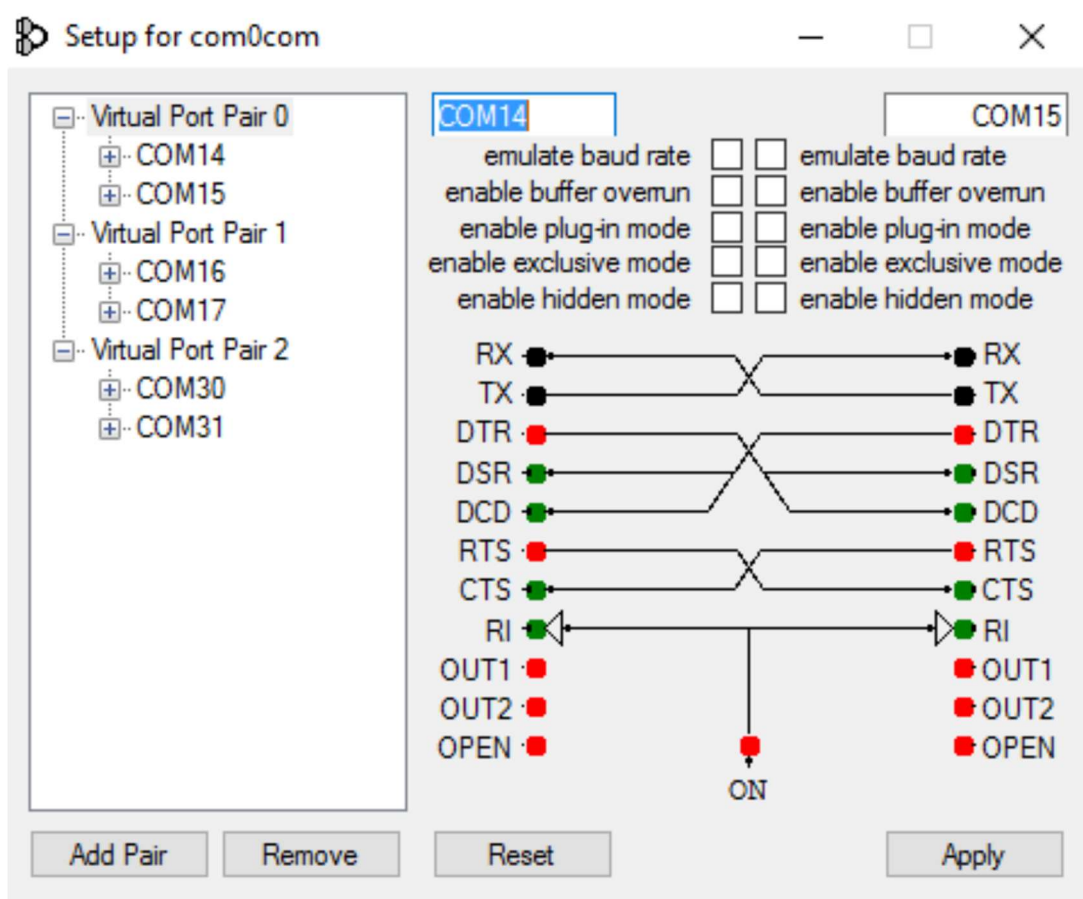 Setup for com0com
Virtual Port Pair 0
COM14
COM15
Virtual Port Pair 1
COM16
COM17
Virtual Port Pair 2
COM30
COM31
COM14 COM15
emulate baud rate emulate baud rate
enable buffer overrun enable buffer overrun
enable plug-in mode enable plug-in mode
enable exclusive mode enable exclusive mode
enable hidden mode enable hidden mode
RX RX
TX TX
DTR DTR
DSR DSR
DCD DCD
RTS RTS
CTS CTS
RI RI
OUT1 OUT1
OUT2 OUT2
OPEN OPEN
ON
Add Pair Remove Reset Apply